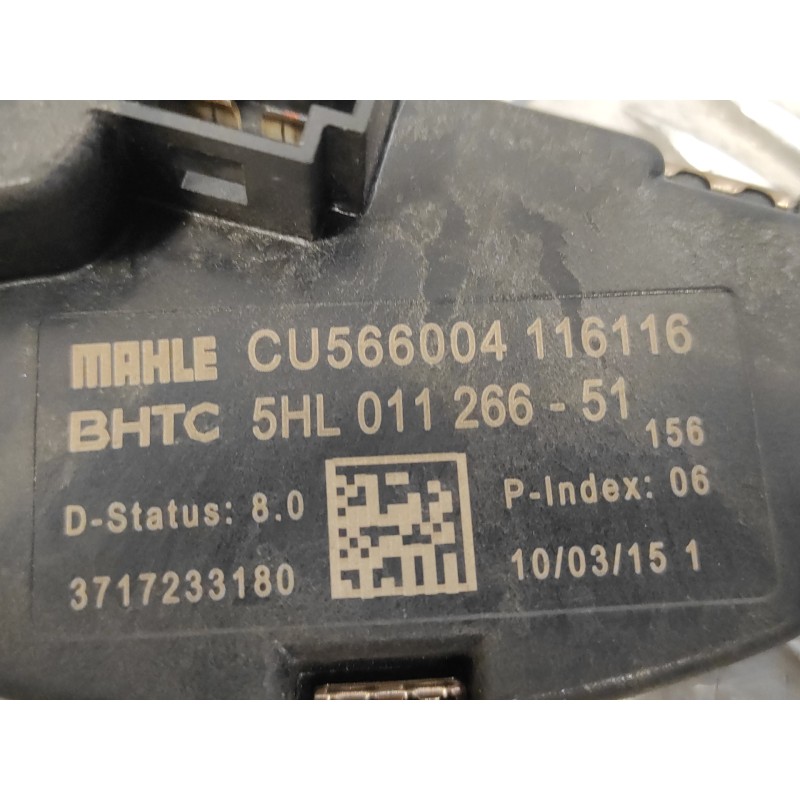 MAHLE CU566004 116116
BHTC 5HL 011 266 - 51 156
D-Status: 8.0 P-Index: 06
3717233180 10/03/15 1